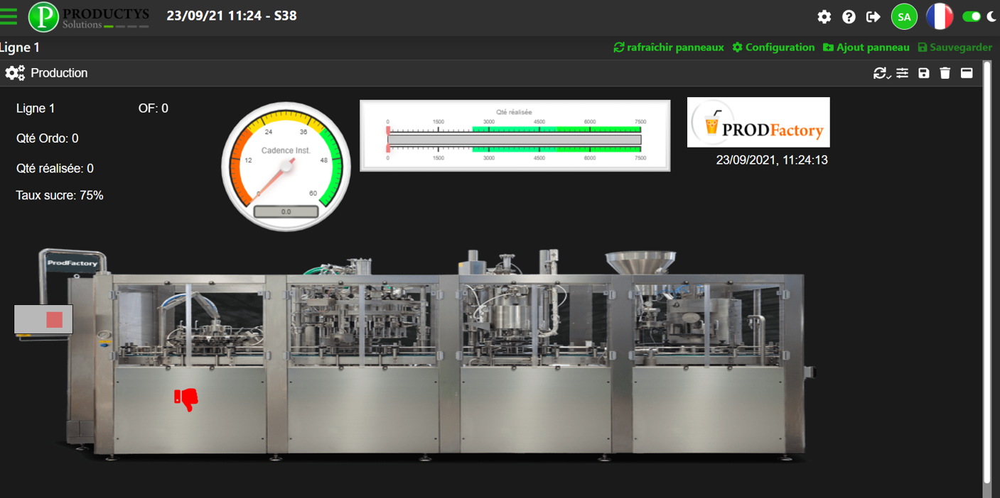 PRODUCTYS
Solutions
23/09/21 11:24 - S38
SA
Ligne 1
rafraîchir panneaux Configuration Ajout panneau Sauvegarder
Production
Ligne 1 OF: 0
Qté Ordo: 0
Qté réalisée: 0
Taux sucre: 75%
0 12 24 36 48 60
Cadence Inst.
0.0
Qté réalisée
0 1500 3000 4500 6000 7500
0 1500 3000 4500 6000 7500
PRODFactory
23/09/2021, 11:24:13
ProdFactory